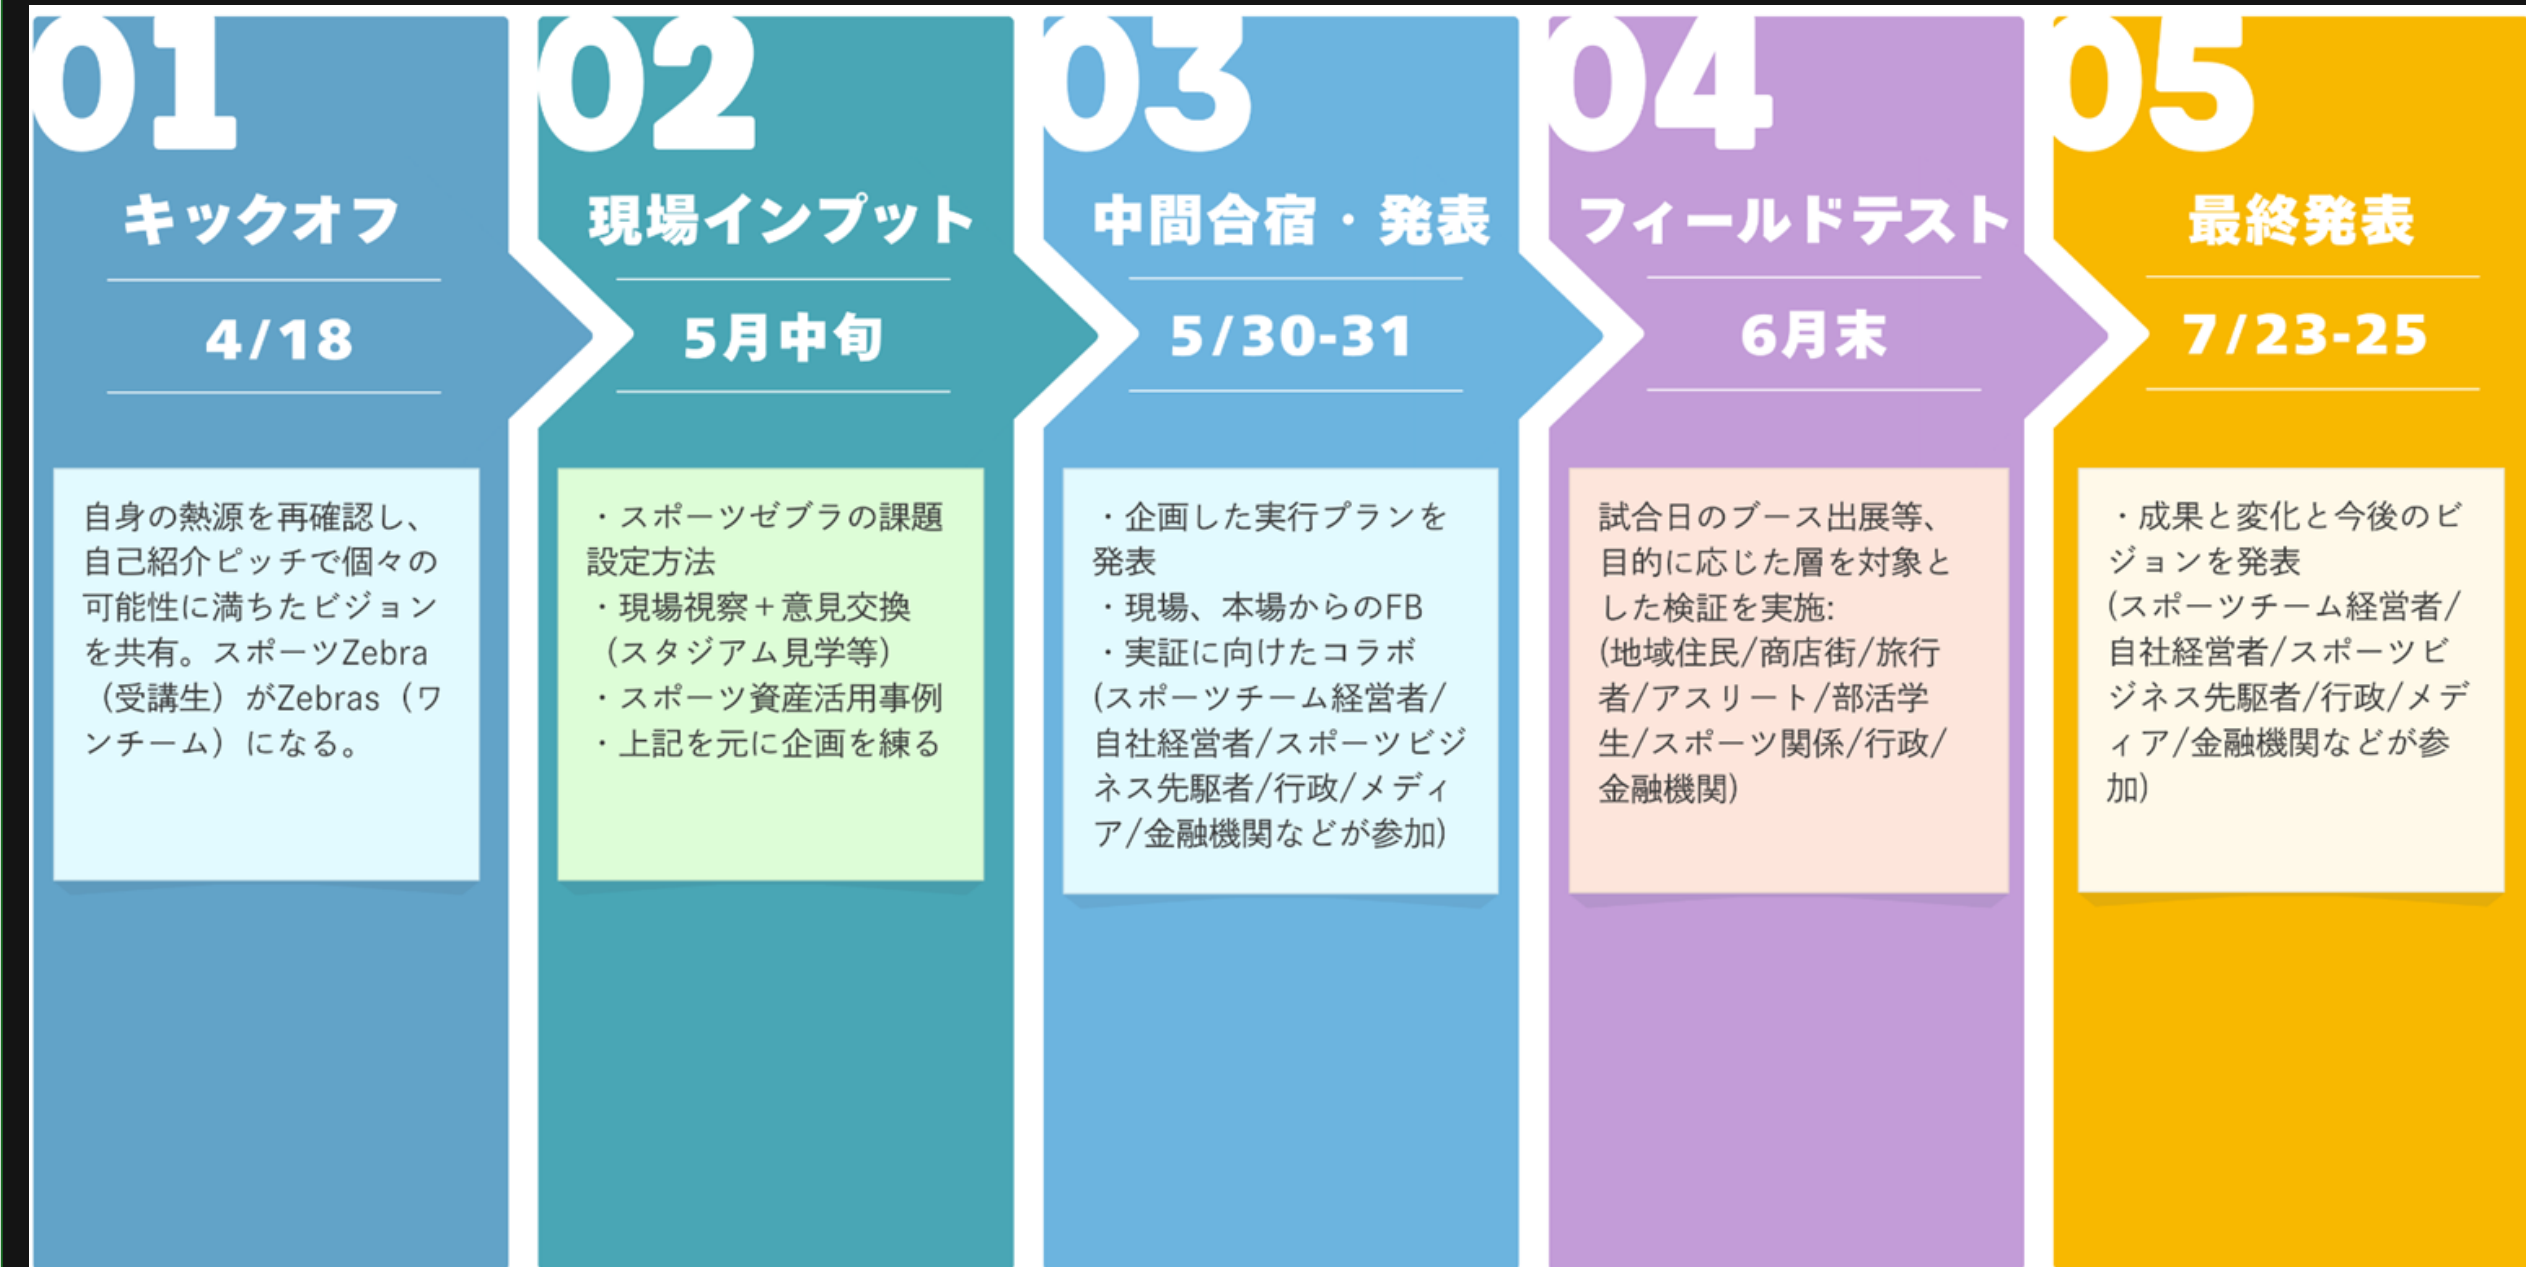 01
キックオフ
4/18
自身の熱源を再確認し、
自己紹介ピッチで個々の
可能性に満ちたビジョン
を共有。スポーツZebra
（受講生）がZebras（ワ
ンチーム）になる。
02
現場インプット
5月中旬
・スポーツゼブラの課題
設定方法
・現場視察＋意見交換
（スタジアム見学等）
・スポーツ資産活用事例
・上記を元に企画を練る
03
中間合宿・発表
5/30-31
・企画した実行プランを
発表
・現場、本場からのFB
・実証に向けたコラボ
(スポーツチーム経営者/
自社経営者/スポーツビジ
ネス先駆者/行政/メディ
ア/金融機関などが参加)
04
フィールドテスト
6月末
試合日のブース出展等、
目的に応じた層を対象と
した検証を実施:
(地域住民/商店街/旅行
者/アスリート/部活学
生/スポーツ関係/行政/
金融機関)
05
最終発表
7/23-25
・成果と変化と今後のビ
ジョンを発表
(スポーツチーム経営者/
自社経営者/スポーツビ
ジネス先駆者/行政/メデ
ィア/金融機関などが参
加)